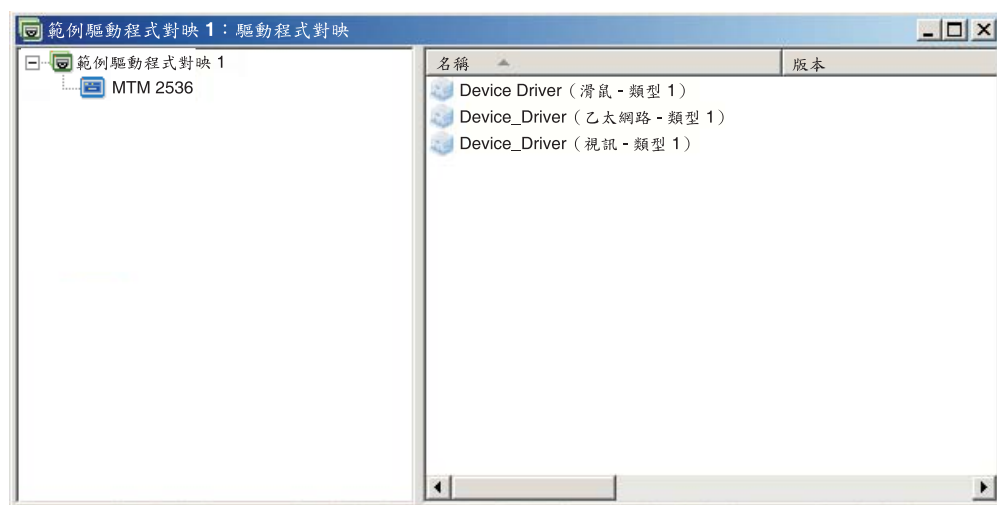 範例驅動程式對映 1：驅動程式對映
範例驅動程式對映 1
MTM 2536
名稱 版本
Device Driver（滑鼠 - 類型 1）
Device_Driver（乙太網路 - 類型 1）
Device_Driver（視訊 - 類型 1）